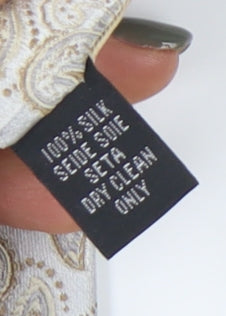 100% SILK
SEIDE SOIE
SETA
DRY CLEAN
ONLY